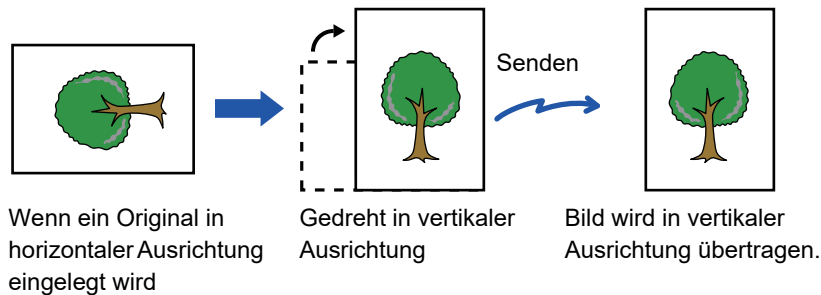 Senden
Wenn ein Original in
horizontaler Ausrichtung
eingelegt wird
Gedreht in vertikaler
Ausrichtung
Bild wird in vertikaler
Ausrichtung übertragen.